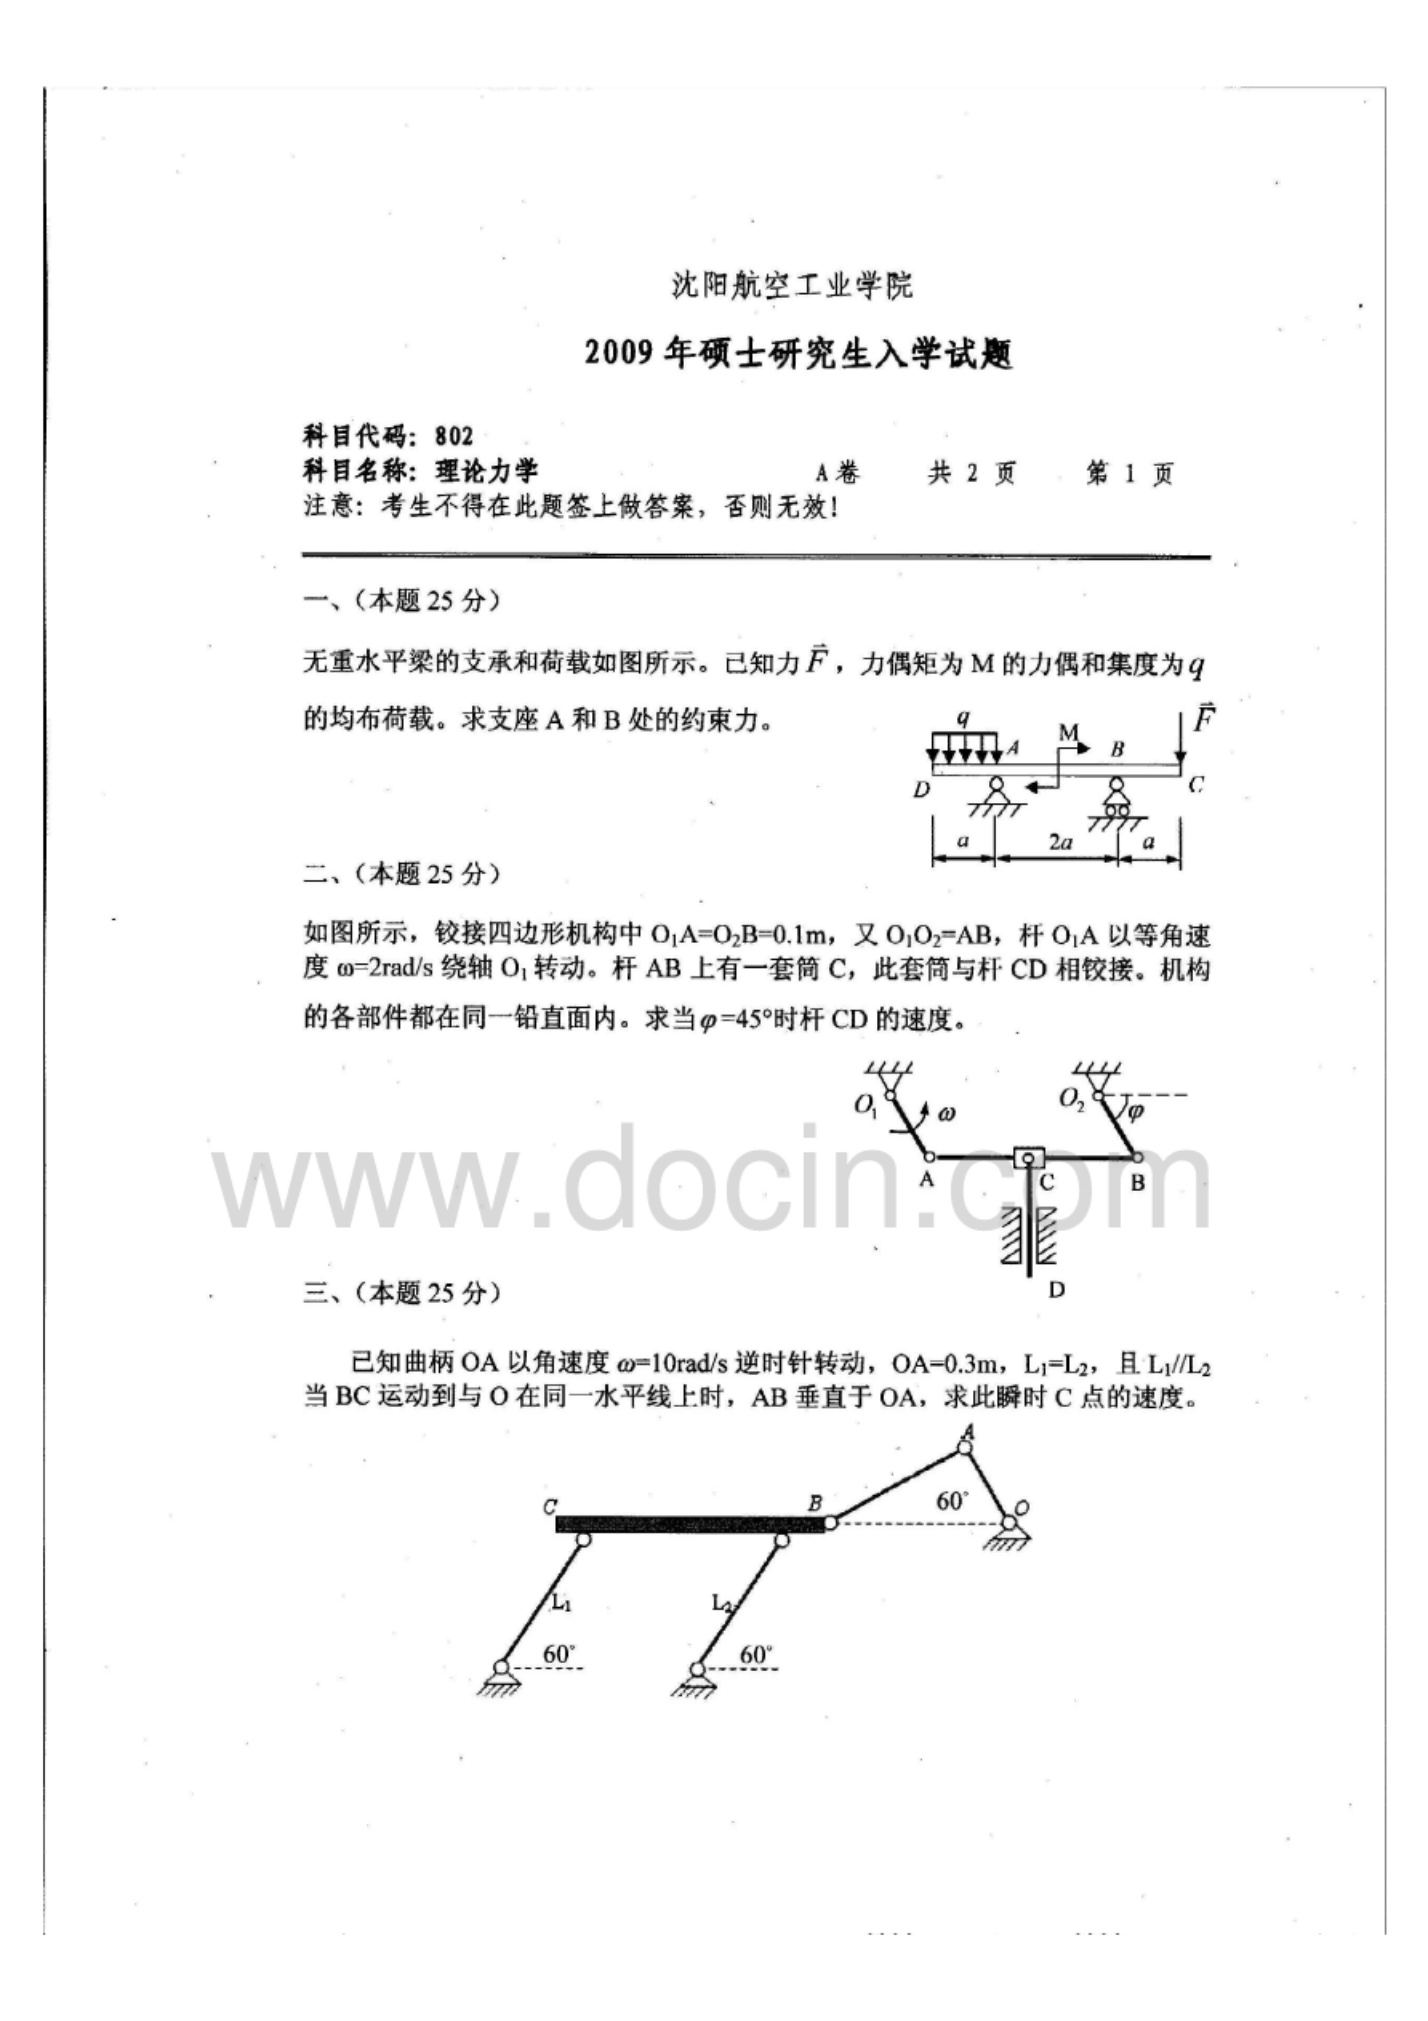 沈阳航空工业学院
2009 年硕士研究生入学试题
科目代码：802
科目名称：理论力学 A 卷 共 2 页 第 1 页
注意：考生不得在此题签上做答案，否则无效！
一、（本题 25 分）
无重水平梁的支承和荷载如图所示。已知力 F⃗，力偶矩为 M 的力偶和集度为 q
的均布荷载。求支座 A 和 B 处的约束力。
q
F⃗
M
A
B
D
C
a
2a
a
二、（本题 25 分）
如图所示，铰接四边形机构中 O₁A=O₂B=0.1m，又 O₁O₂=AB，杆 O₁A 以等角速
度 ω=2rad/s 绕轴 O₁ 转动。杆 AB 上有一套筒 C，此套筒与杆 CD 相铰接。机构
的各部件都在同一铅直面内。求当 φ=45°时杆 CD 的速度。
O₁
ω
O₂
φ
A
C
B
D
www.docin.com
三、（本题 25 分）
已知曲柄 OA 以角速度 ω=10rad/s 逆时针转动，OA=0.3m，L₁=L₂，且 L₁//L₂
当 BC 运动到与 O 在同一水平线上时，AB 垂直于 OA，求此瞬时 C 点的速度。
A
C
B
60°
O
L₁
L₂
60°
60°